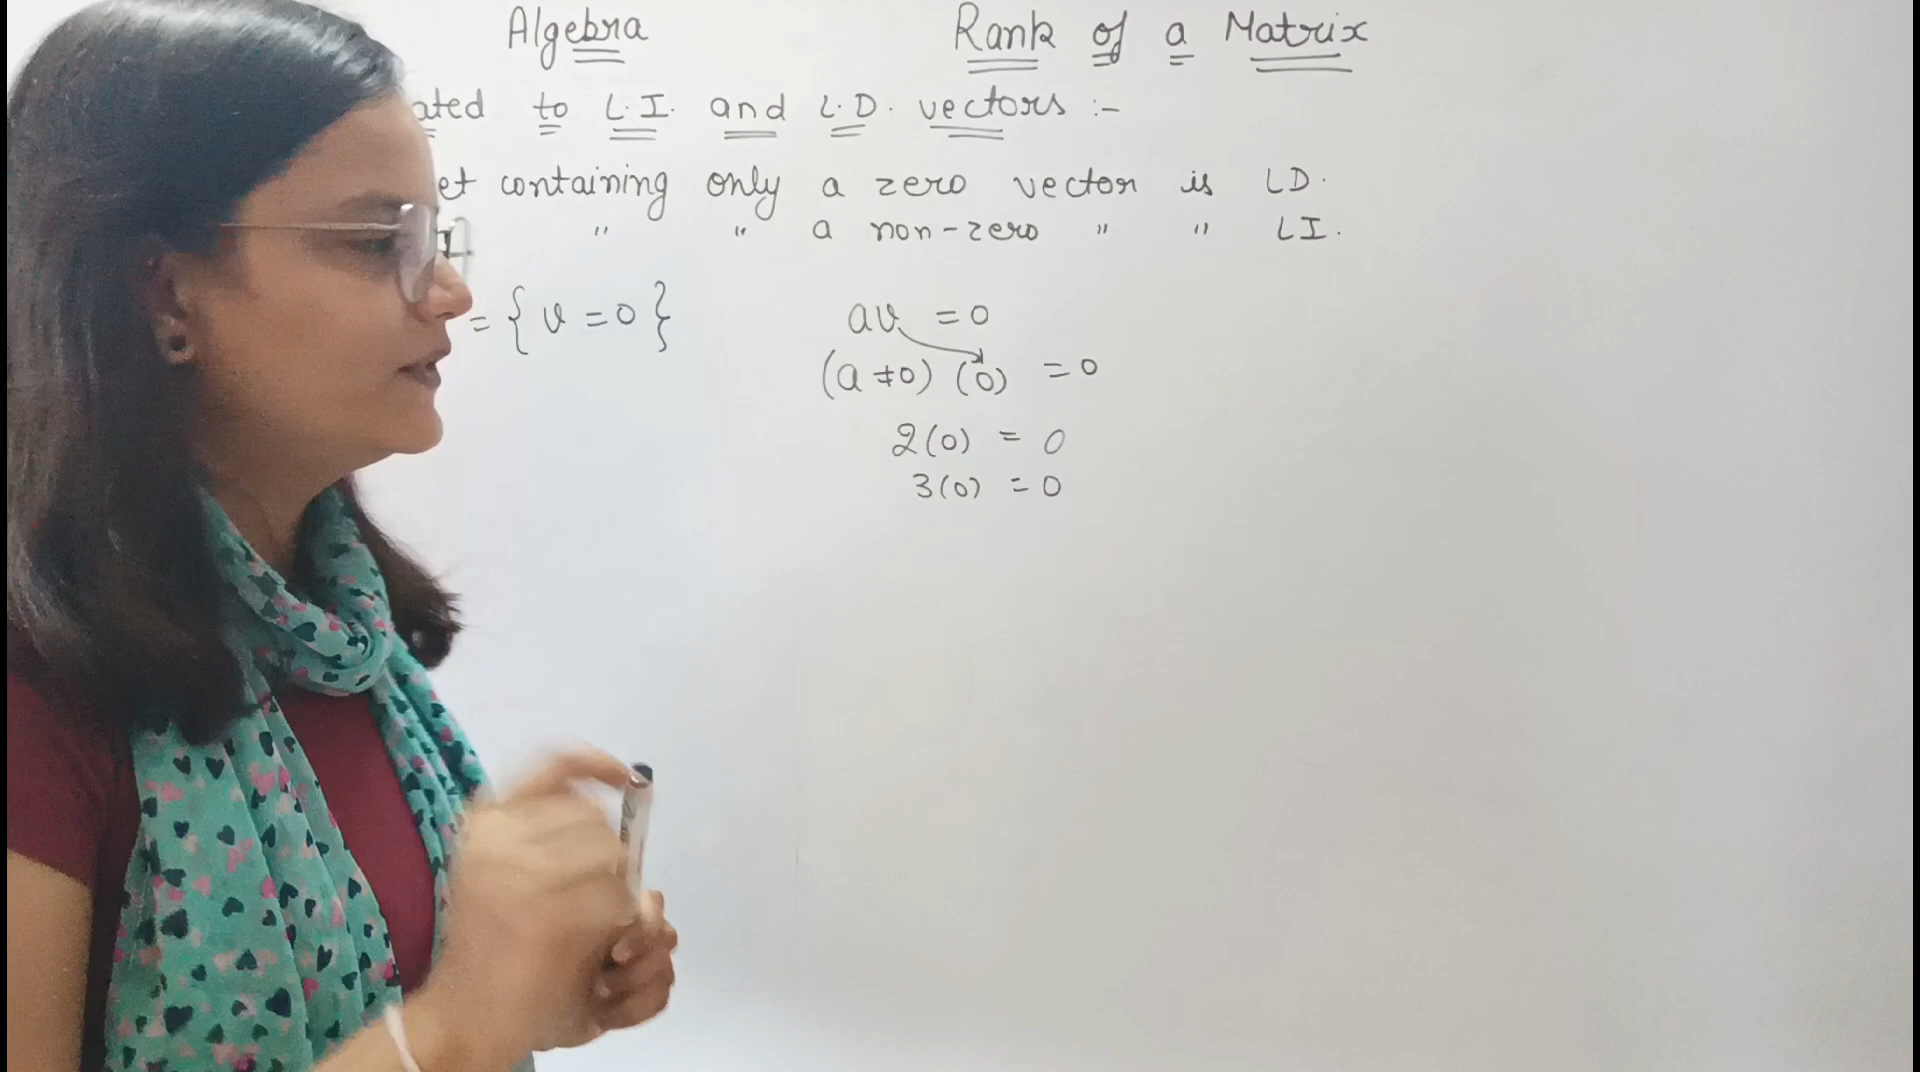 Algebra Rank of a Matrix
ated to L.I. and L.D. vectors :-
et containing only a zero vector is LD.
" " a non-zero " " LI.
= { v = 0 } av = 0
(a ≠ 0) (0) = 0
2(0) = 0
3(0) = 0